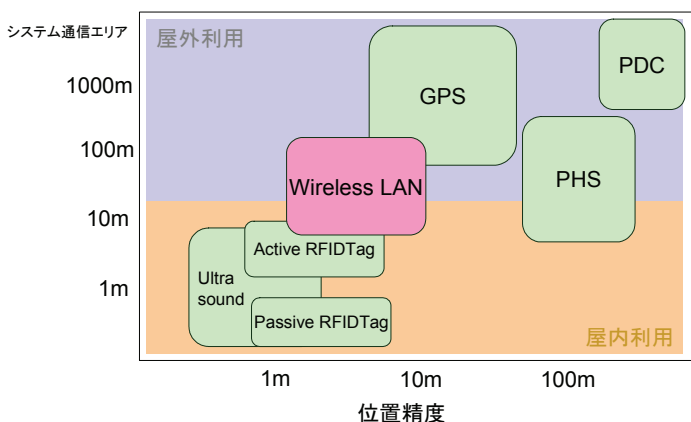 システム通信エリア
屋外利用
PDC
1000m
GPS
100m
Wireless LAN
PHS
10m
Active RFIDTag
Ultra
sound
1m
Passive RFIDTag
屋内利用
1m
10m
100m
位置精度